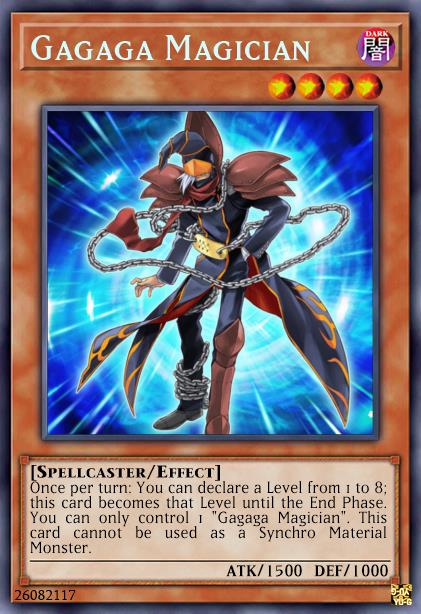 Gagaga Magician
DARK
闇
[Spellcaster/Effect]
Once per turn: You can declare a Level from 1 to 8;
this card becomes that Level until the End Phase.
You can only control 1 "Gagaga Magician". This
card cannot be used as a Synchro Material
Monster.
ATK/1500 DEF/1000
26082117